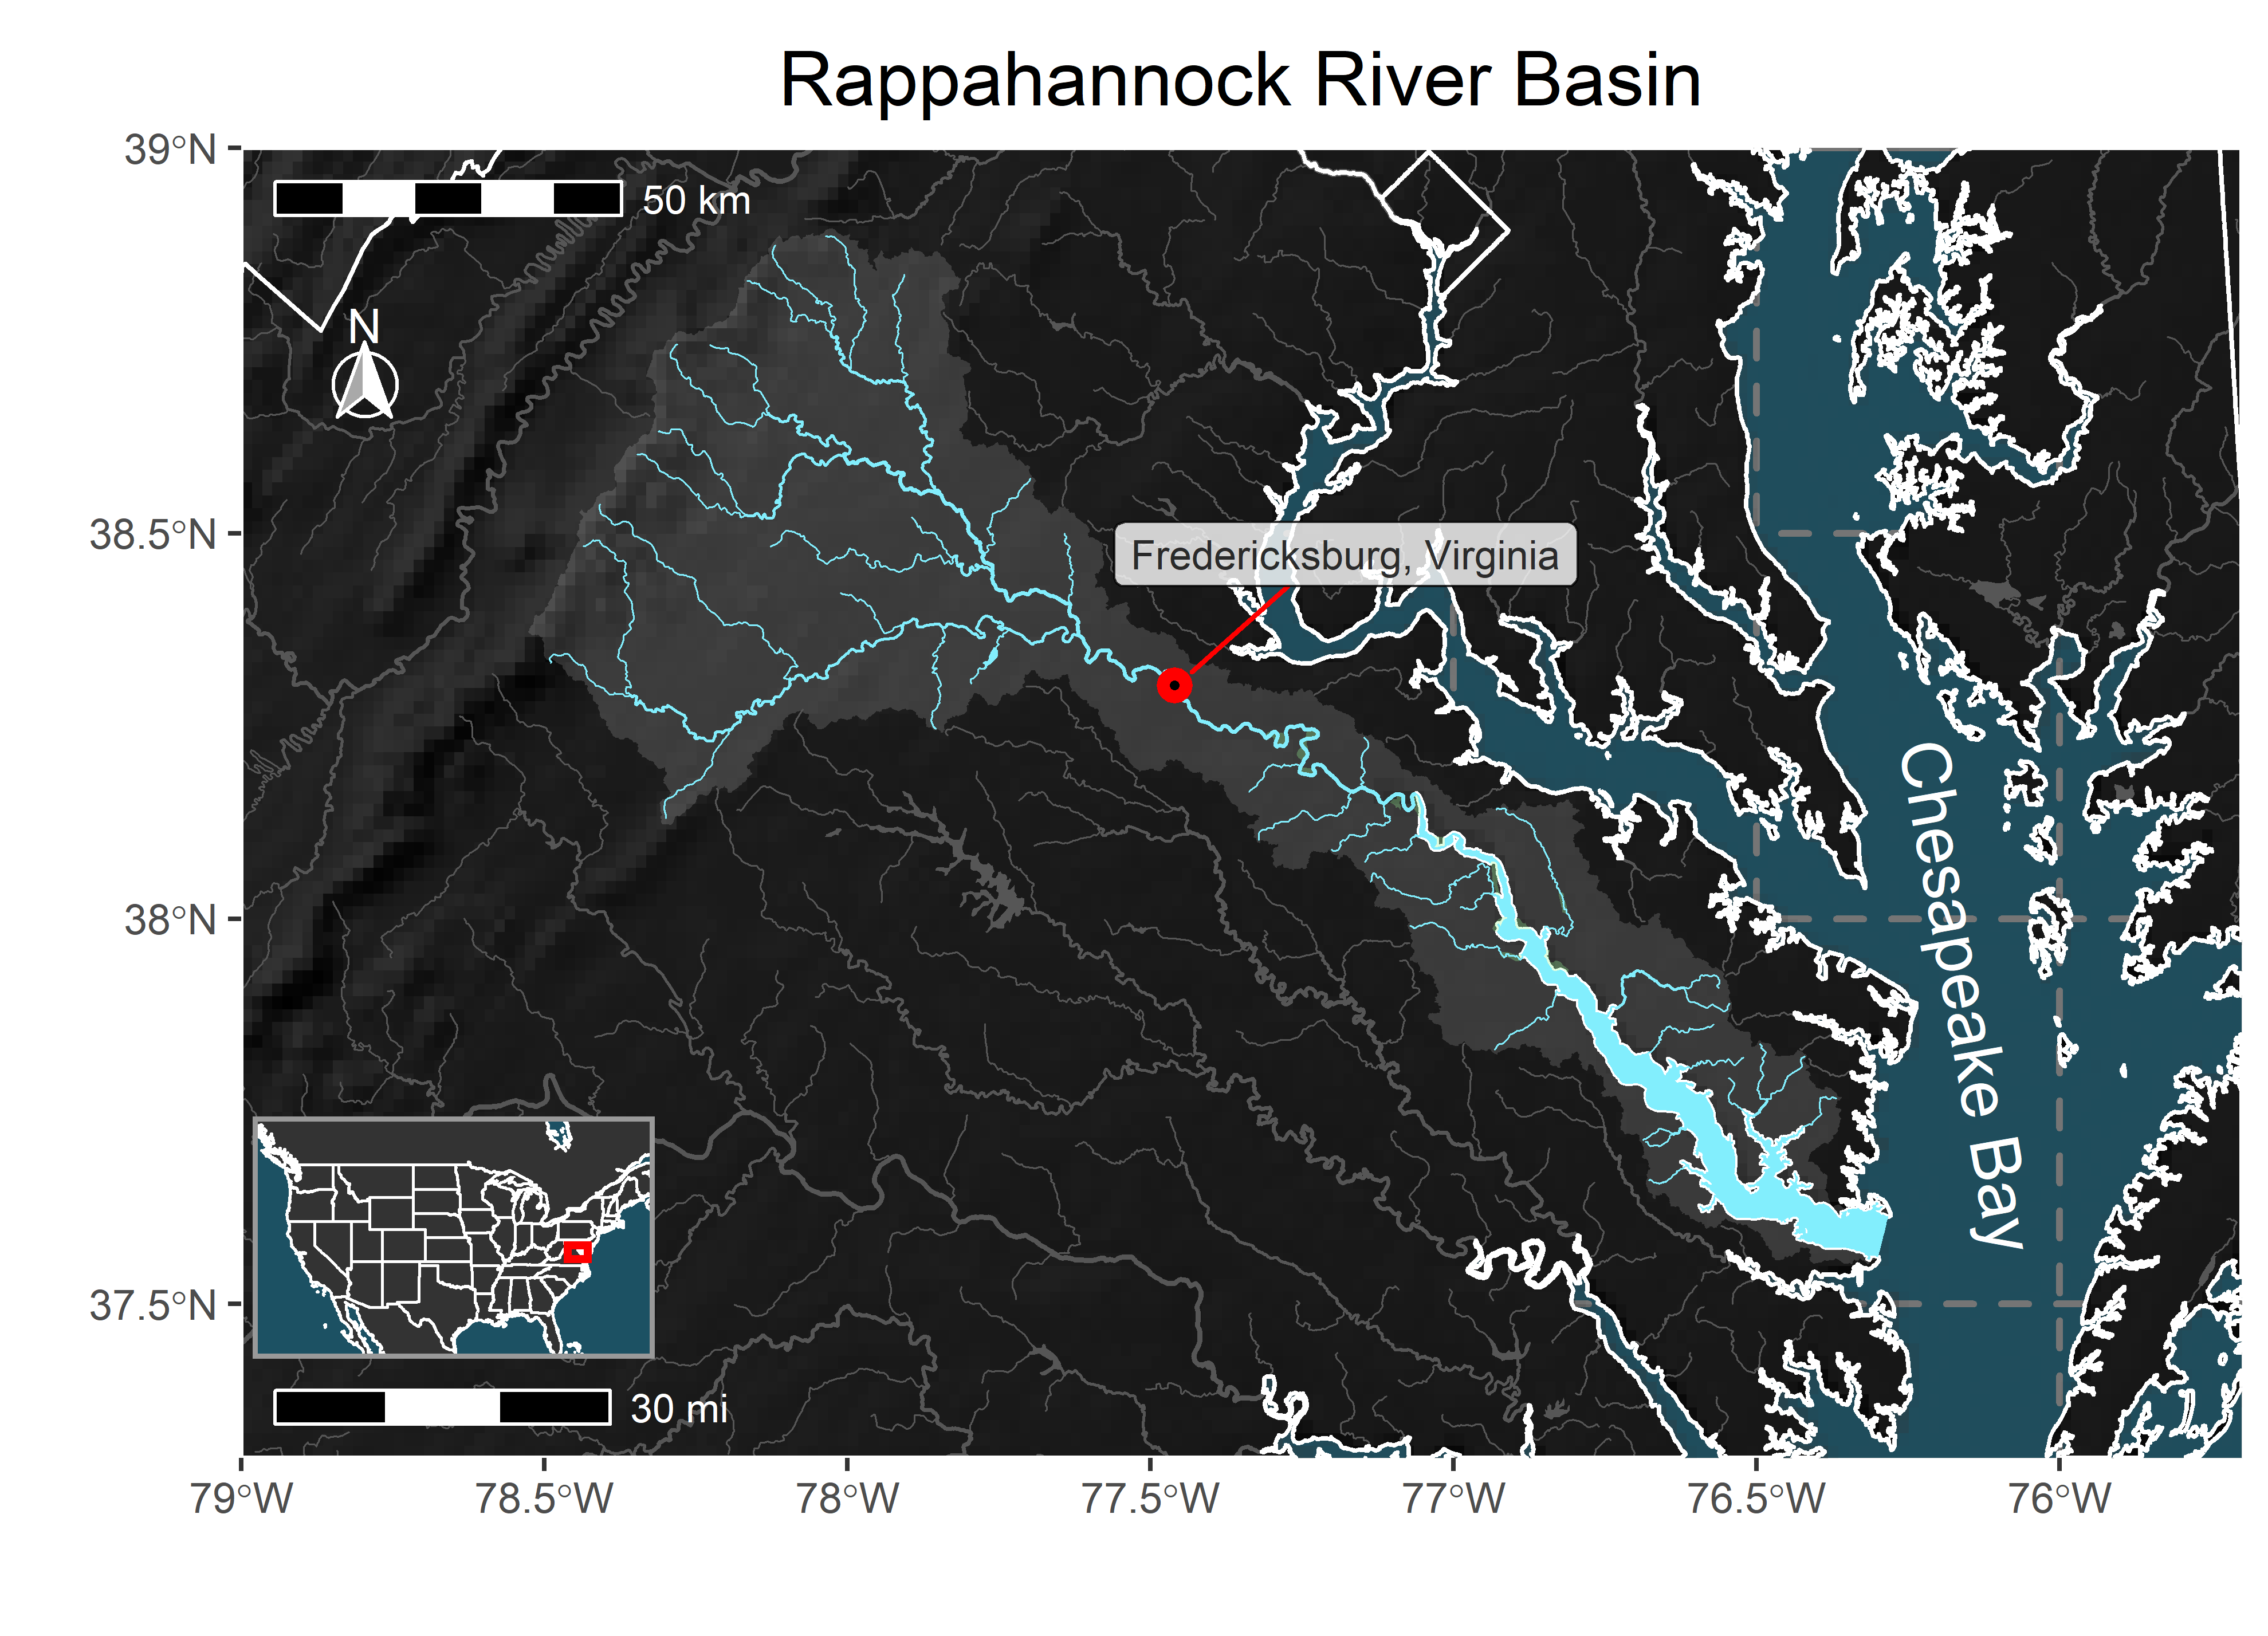 Rappahannock River Basin
39°N
50 km
N
38.5°N
Fredericksburg, Virginia
Chesapeake Bay
38°N
37.5°N
30 mi
79°W
78.5°W
78°W
77.5°W
77°W
76.5°W
76°W